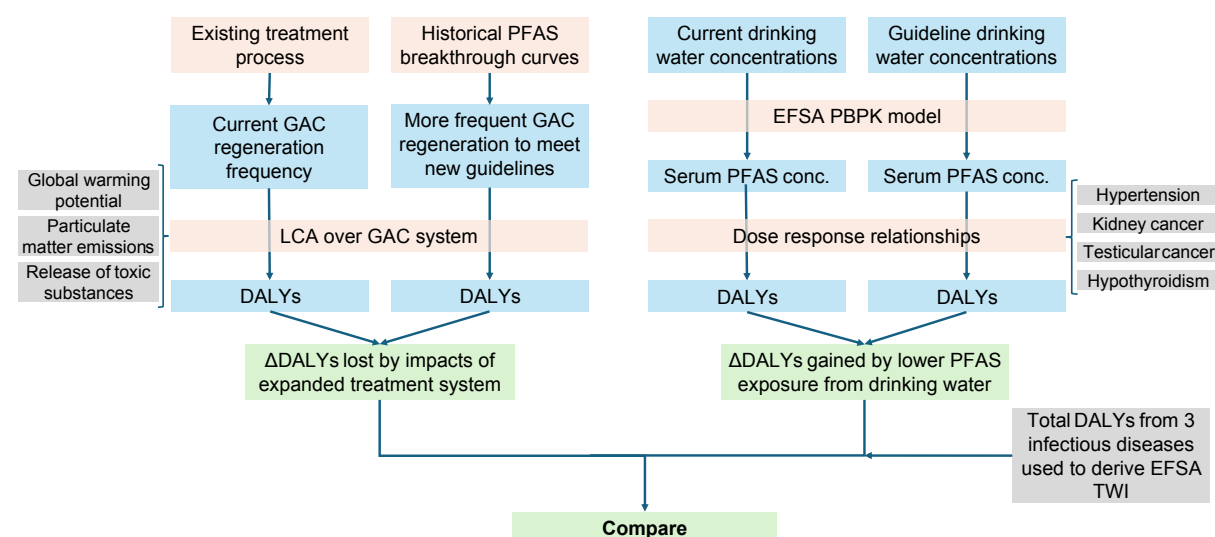 Existing treatment
process
Historical PFAS
breakthrough curves
Current drinking
water concentrations
Guideline drinking
water concentrations
Current GAC
regeneration
frequency
More frequent GAC
regeneration to meet
new guidelines
EFSA PBPK model
Serum PFAS conc.
Serum PFAS conc.
Global warming
potential
Particulate
matter emissions
Release of toxic
substances
LCA over GAC system
Dose response relationships
Hypertension
Kidney cancer
Testicular cancer
Hypothyroidism
DALYs
DALYs
DALYs
DALYs
ΔDALYs lost by impacts of
expanded treatment system
ΔDALYs gained by lower PFAS
exposure from drinking water
Total DALYs from 3
infectious diseases
used to derive EFSA
TWI
Compare